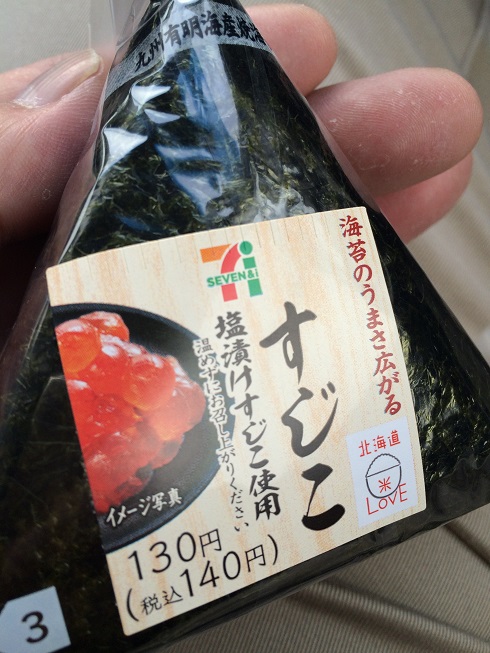 九州有明海産焼海苔
SEVEN&i
海苔のうまさ広がる
すじこ
塩漬けすじこ使用
温めずにお召し上がりください
イメージ写真
北海道
米
LOVE
130円
(税込140円)
3